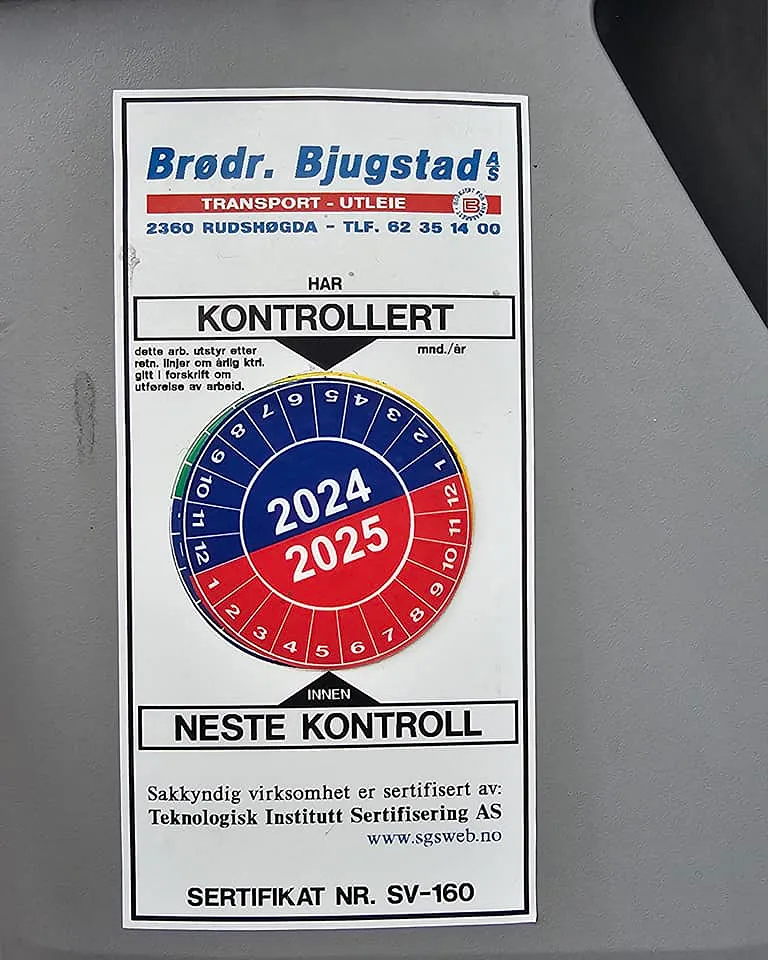 Brødr. Bjugstad A/S
TRANSPORT - UTLEIE
2360 RUDSHØGDA - TLF. 62 35 14 00
HAR
KONTROLLERT
dette arb. utstyr etter
retn. linjer om årlig ktrl.
gitt i forskrift om
utførelse av arbeid.
mnd./år
12 11 10 9 8 7 6 5 4 3 2 1
2024
2025
1 2 3 4 5 6 7 8 9 10 11 12
INNEN
NESTE KONTROLL
Sakkyndig virksomhet er sertifisert av:
Teknologisk Institutt Sertifisering AS
www.sgsweb.no
SERTIFIKAT NR. SV-160